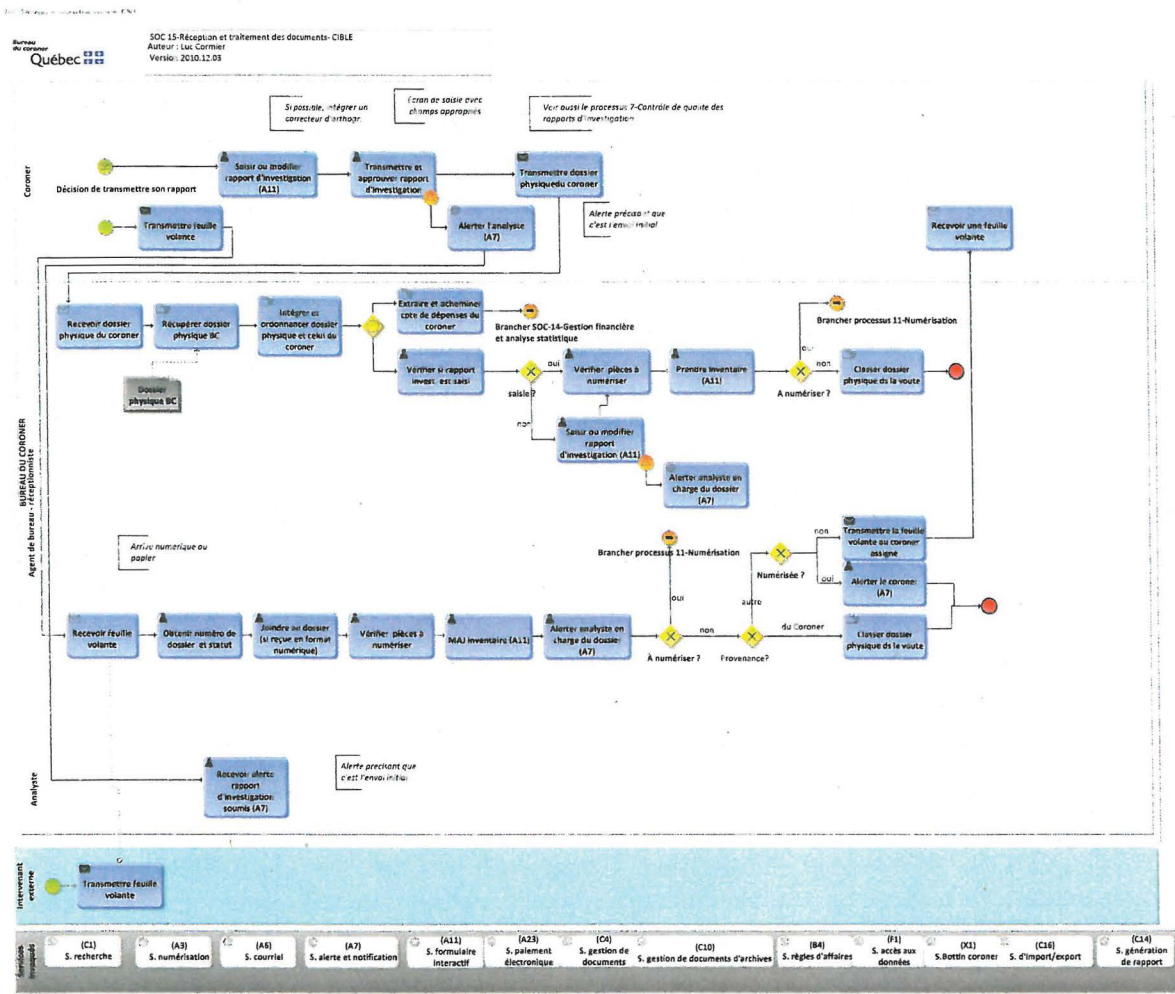 Bureau
du coroner
Québec
SOC 15-Réception et traitement des documents- CIBLE
Auteur : Luc Cormier
Version 2010.12.03
Si possible, intégrer un
correcteur d'orthogr.
Écran de saisie avec
champs appropriés
Voir aussi le processus 7-Contrôle de qualité des
rapports d'investigation
Coroner
Décision de transmettre son rapport
Saisir ou modifier
rapport d'investigation
(A11)
Transmettre et
approuver rapport
d'investigation
Transmettre dossier
physiquedu coroner
Transmettre feuille
volante
Alerter l'analyste
(A7)
Alerte précisant que
c'est l'envoi initial
Recevoir une feuille
volante
BUREAU DU CORONER
Agent de bureau - réceptionniste
Recevoir dossier
physique du coroner
Récupérer dossier
physique BC
Intégrer et
ordonnancer dossier
physique et celui du
coroner
Dossier
physique BC
Extraire et acheminer
cpte de dépenses du
coroner
Brancher SOC-14-Gestion financière
et analyse statistique
Vérifier si rapport
invest. est saisi
saisie ?
oui
non
Vérifier pièces à
numériser
Prendre inventaire
(A11)
A numériser ?
oui
non
Brancher processus 11-Numérisation
Classer dossier
physique ds la voute
Saisir ou modifier
rapport
d'investigation (A11)
Alerter analyste en
charge du dossier
(A7)
Arrive numérique ou
papier
Brancher processus 11-Numérisation
Numérisée ?
non
oui
Transmettre la feuille
volante au coroner
assigné
Alerter le coroner
(A7)
Recevoir feuille
volante
Obtenir numéro de
dossier et statut
Joindre au dossier
(si reçue en format
numérique)
Vérifier pièces à
numériser
MAJ inventaire (A11)
Alerter analyste en
charge du dossier
(A7)
oui
À numériser ?
non
autre
Provenance?
du Coroner
Classer dossier
physique ds la voute
Analyste
Recevoir alerte
rapport
d'investigation
soumis (A7)
Alerte precisant que
c'est l'envoi initial
Intervenant
externe
Transmettre feuille
volante
Services
invoqués
(C1)
S. recherche
(A3)
S. numérisation
(A6)
S. courriel
(A7)
S. alerte et notification
(A11)
S. formulaire
interactif
(A23)
S. paiement
électronique
(C4)
S. gestion de
documents
(C10)
S. gestion de documents d'archives
(B4)
S. règles d'affaires
(F1)
S. accès aux
données
(X1)
S.Bottin coroner
(C16)
S. d'import/export
(C14)
S. génération
de rapport